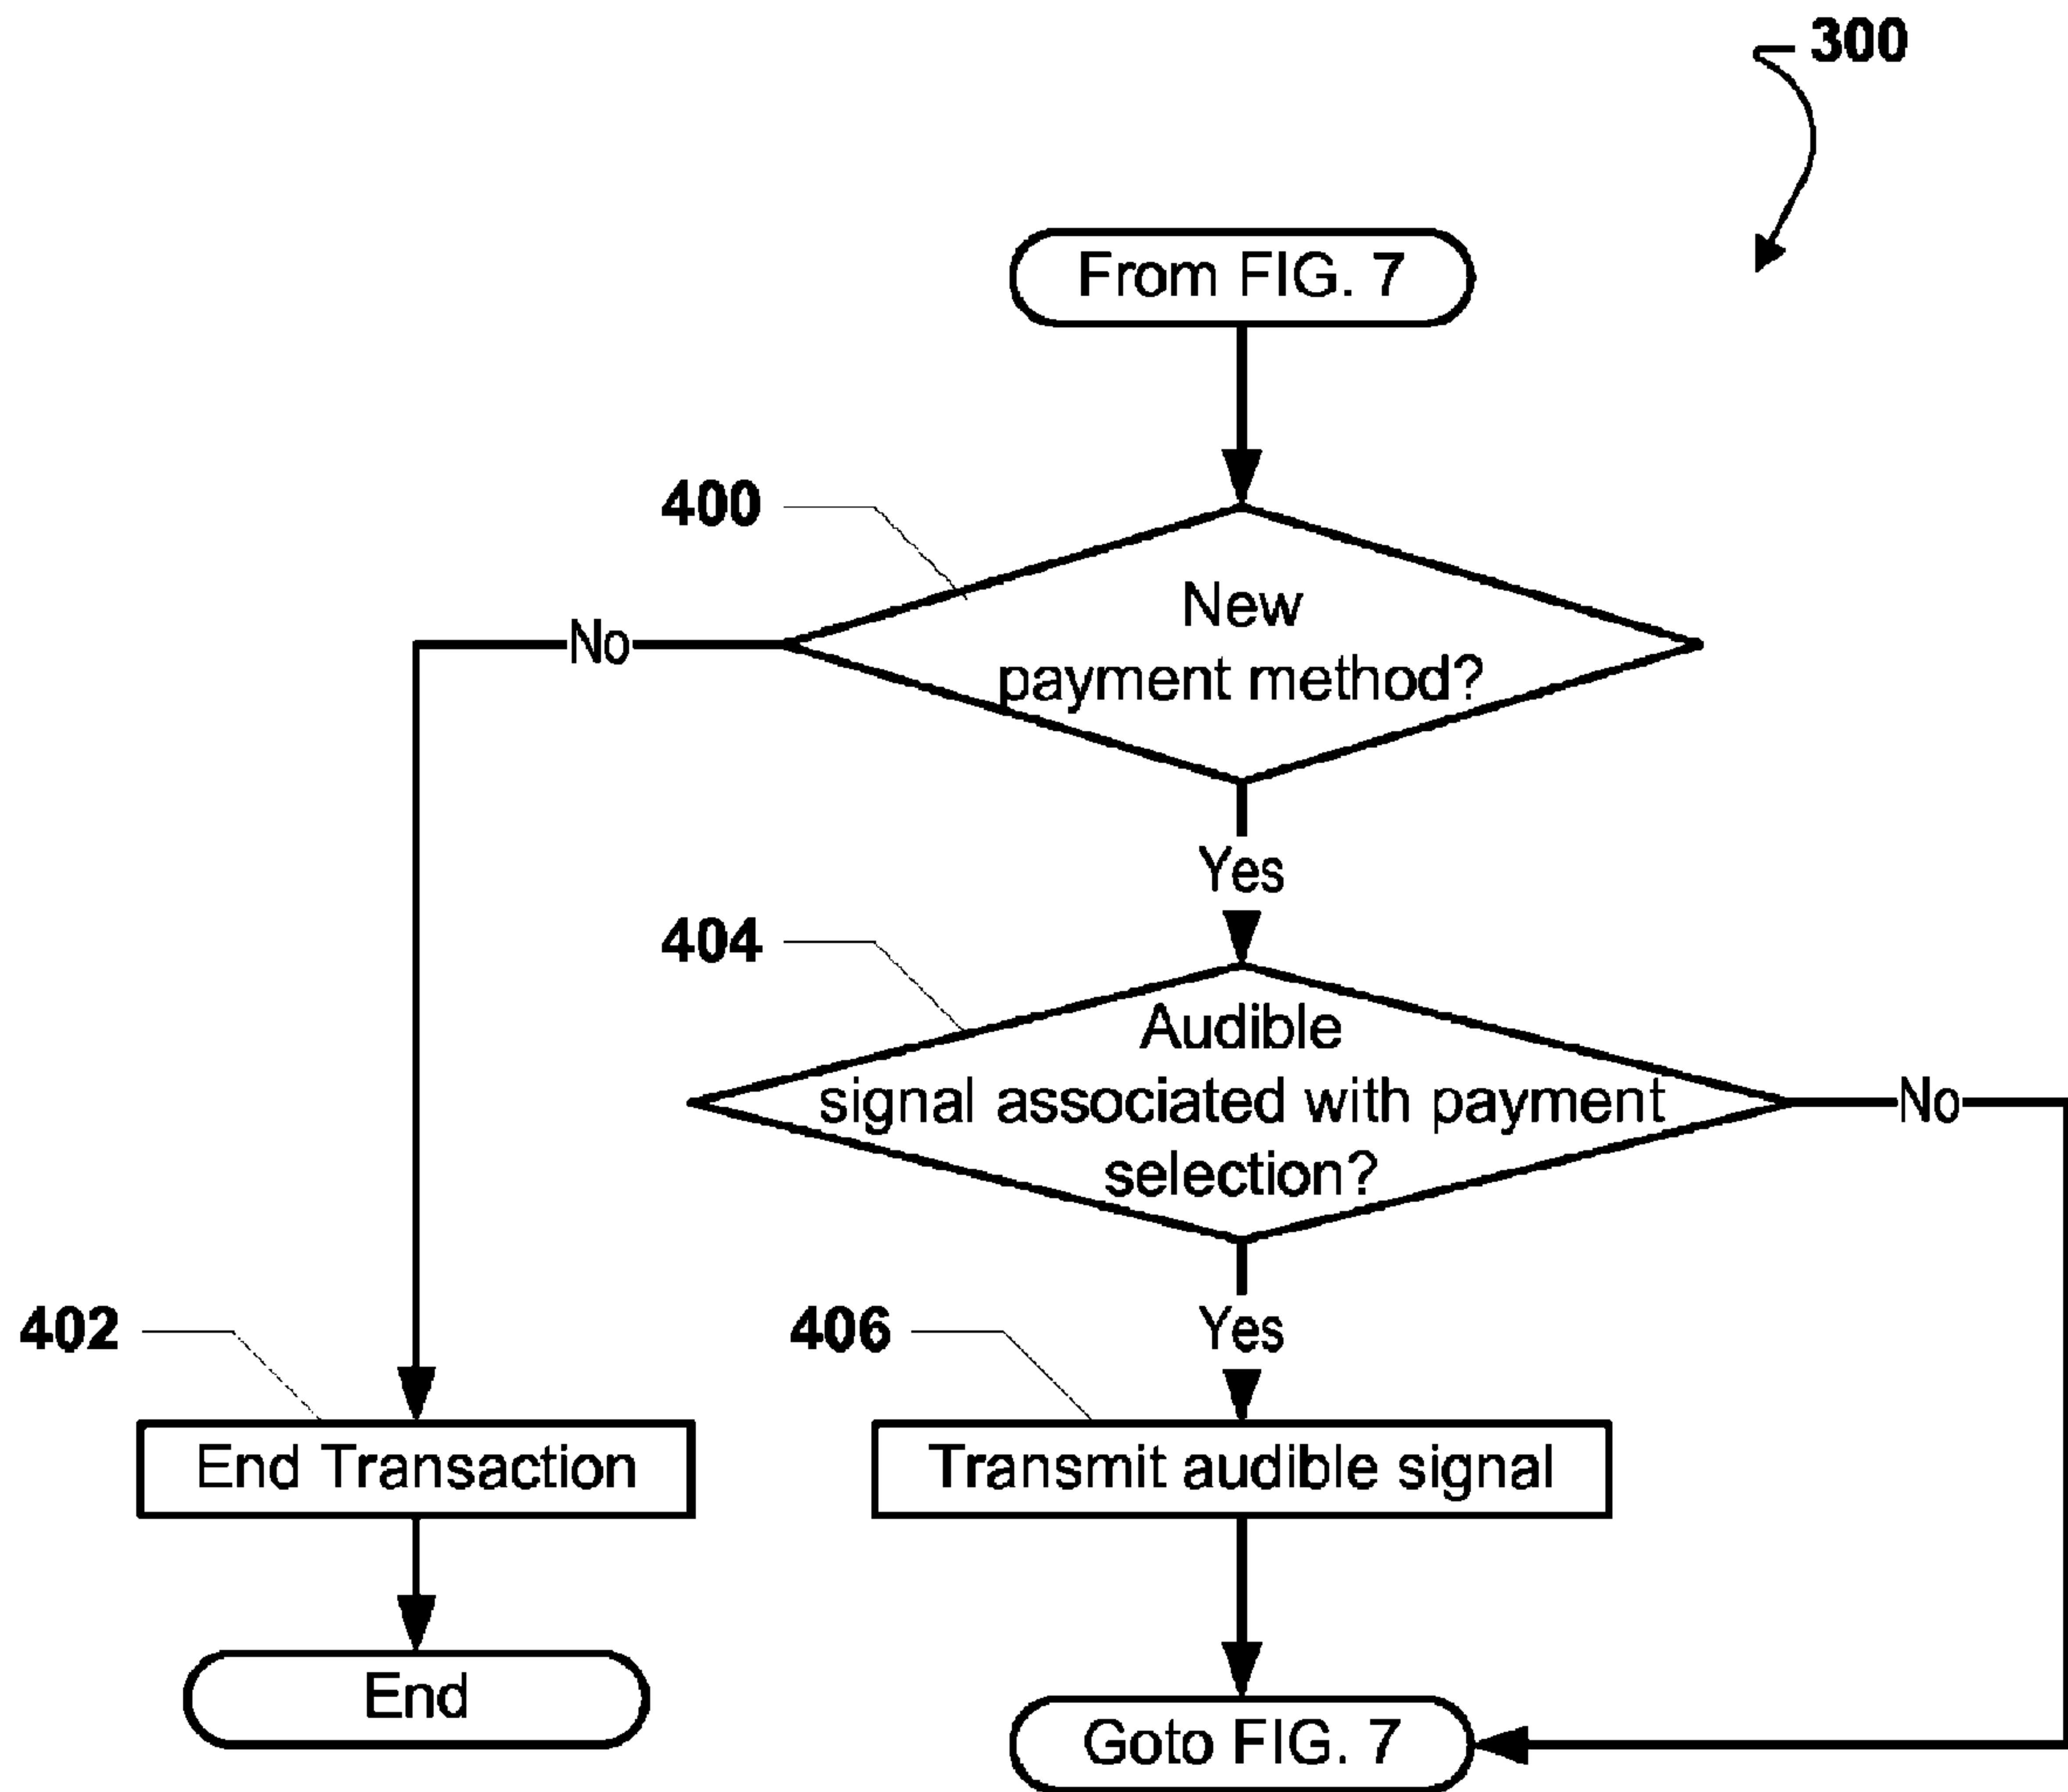 300
From FIG. 7
400
New
payment method?
No
Yes
404
Audible
signal associated with payment
selection?
No
402
406
Yes
End Transaction
Transmit audible signal
End
Goto FIG. 7